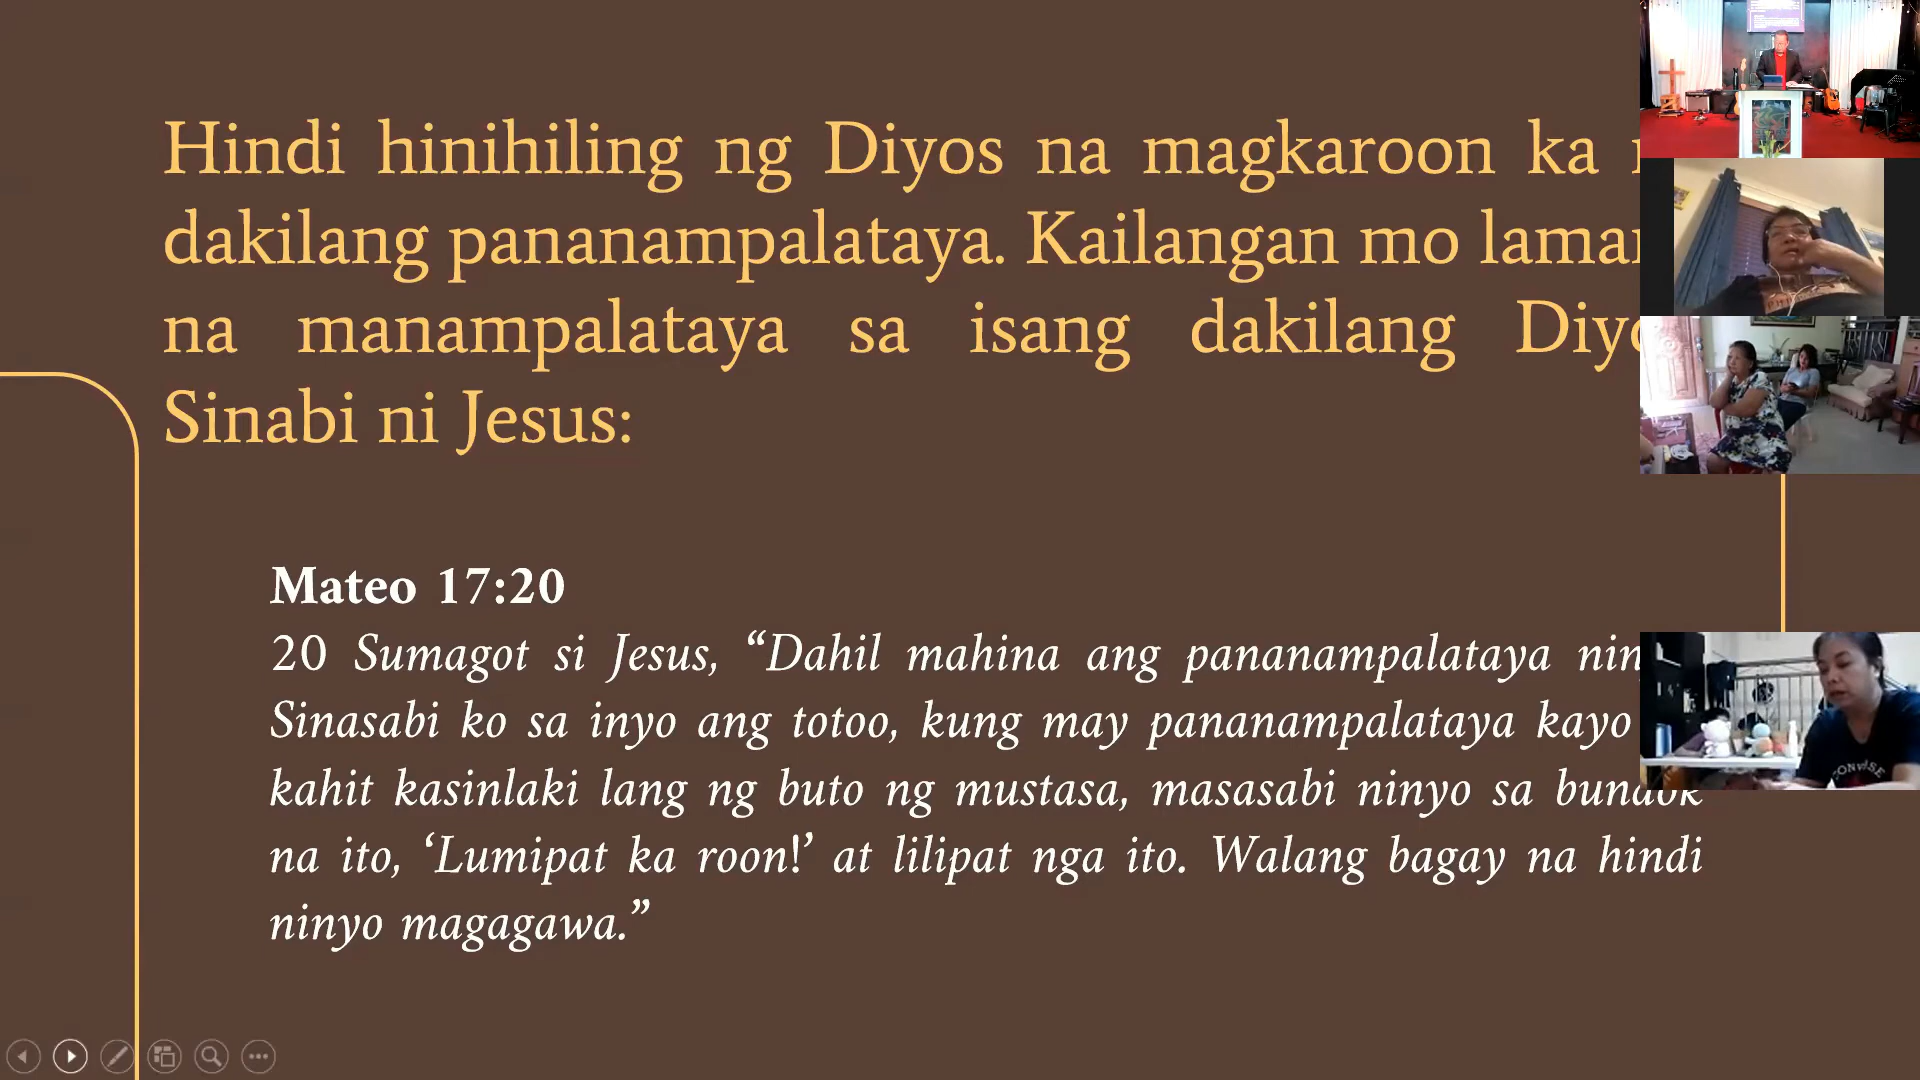 Hindi hinihiling ng Diyos na magkaroon ka
dakilang pananampalataya. Kailangan mo
na manampalataya sa isang dakilang
Sinabi ni Jesus:
Mateo 17:20
20 Sumagot si Jesus, “Dahil mahina ang pananampalataya
Sinasabi ko sa inyo ang totoo, kung may pananampalataya kayo
kahit kasinlaki lang ng buto ng mustasa, masasabi ninyo sa bundok
na ito, ‘Lumipat ka roon!’ at lilipat nga ito. Walang bagay na hindi
ninyo magagawa.”